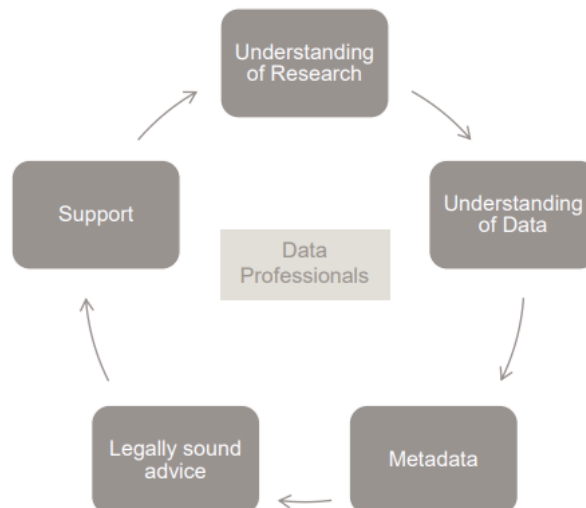 Understanding
of Research
Understanding
of Data
Metadata
Legally sound
advice
Support
Data
Professionals